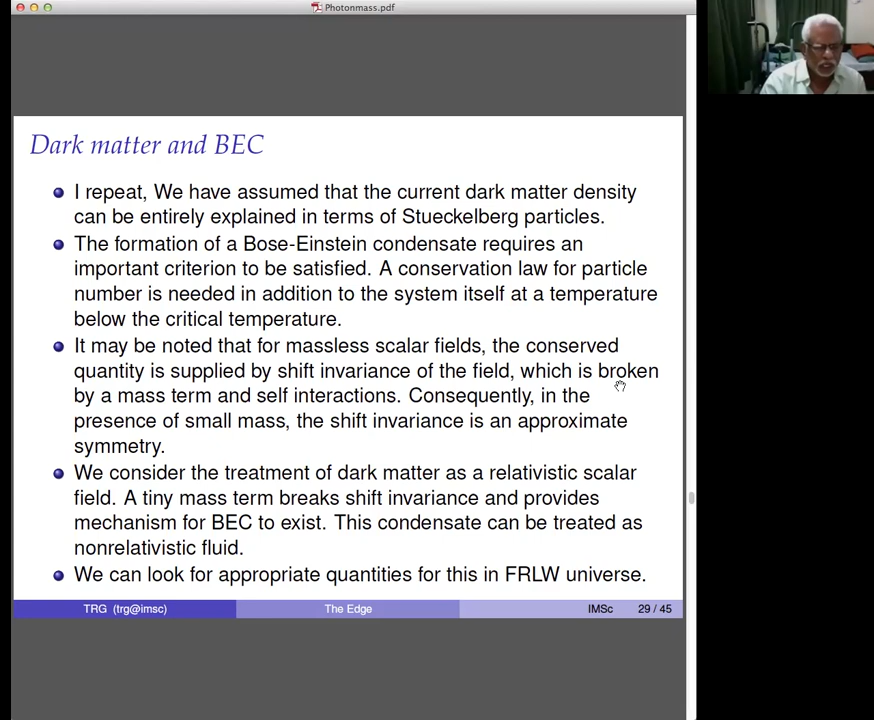 Photonmass.pdf
Dark matter and BEC
I repeat, We have assumed that the current dark matter density
can be entirely explained in terms of Stueckelberg particles.
The formation of a Bose-Einstein condensate requires an
important criterion to be satisfied. A conservation law for particle
number is needed in addition to the system itself at a temperature
below the critical temperature.
It may be noted that for massless scalar fields, the conserved
quantity is supplied by shift invariance of the field, which is broken
by a mass term and self interactions. Consequently, in the
presence of small mass, the shift invariance is an approximate
symmetry.
We consider the treatment of dark matter as a relativistic scalar
field. A tiny mass term breaks shift invariance and provides
mechanism for BEC to exist. This condensate can be treated as
nonrelativistic fluid.
We can look for appropriate quantities for this in FRLW universe.
TRG (trg@imsc) The Edge IMSc 29 / 45